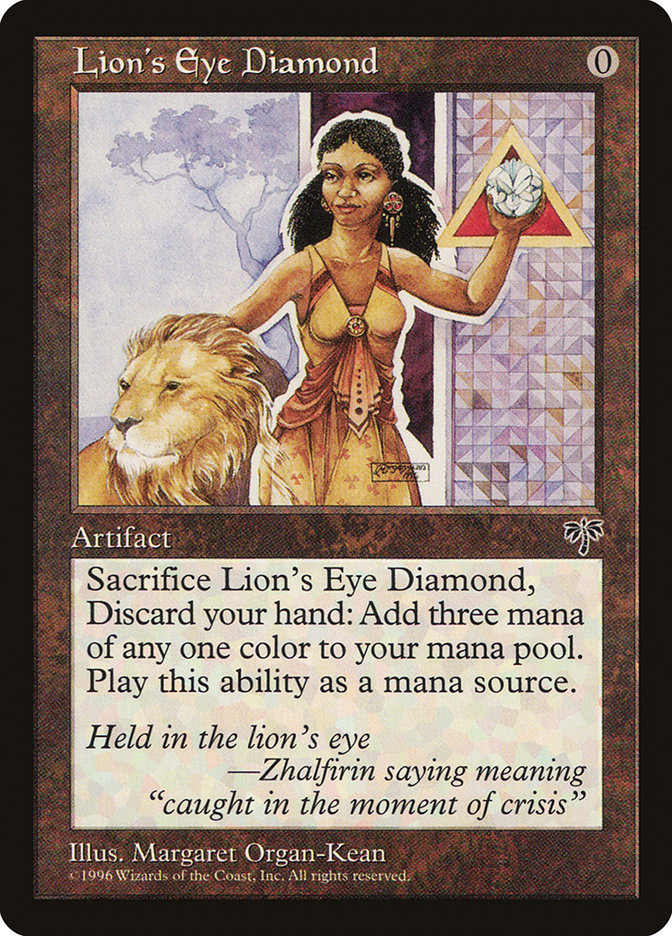 Lion's Eye Diamond 0
Artifact
Sacrifice Lion's Eye Diamond,
Discard your hand: Add three mana
of any one color to your mana pool.
Play this ability as a mana source.
Held in the lion's eye
—Zhalfirin saying meaning
“caught in the moment of crisis”
Illus. Margaret Organ-Kean
©1996 Wizards of the Coast, Inc. All rights reserved.